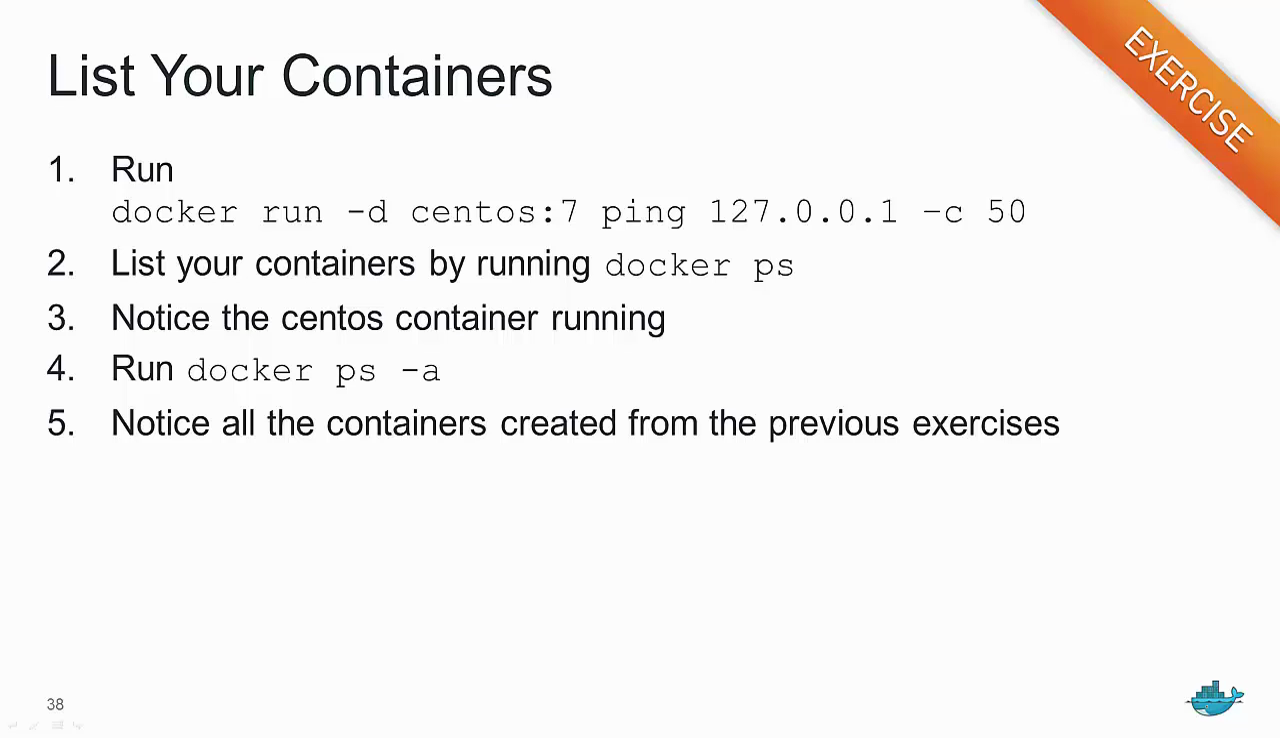 List Your Containers
EXERCISE
1. Run
docker run -d centos:7 ping 127.0.0.1 –c 50
2. List your containers by running docker ps
3. Notice the centos container running
4. Run docker ps -a
5. Notice all the containers created from the previous exercises
38